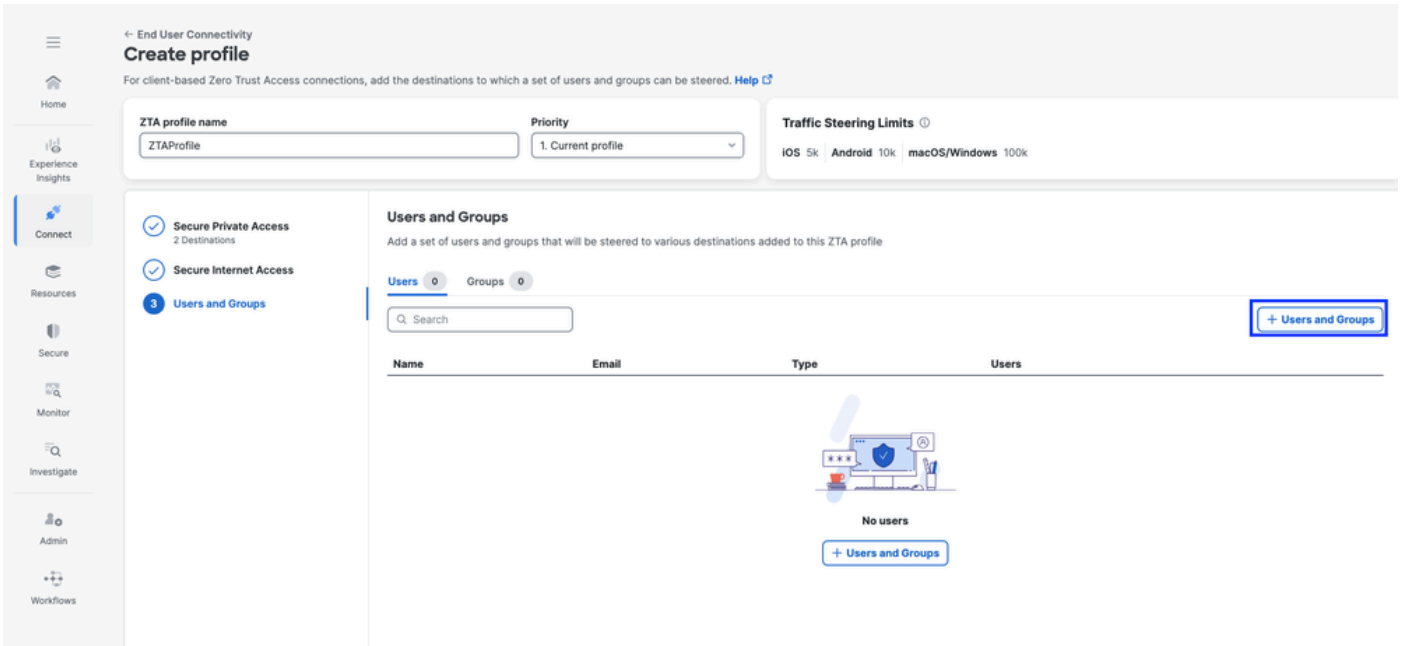 ← End User Connectivity
Create profile
For client-based Zero Trust Access connections, add the destinations to which a set of users and groups can be steered. Help
Home
Experience
Insights
Connect
Resources
Secure
Monitor
Investigate
Admin
Workflows
ZTA profile name
ZTAProfile
Priority
1. Current profile
Traffic Steering Limits
iOS 5k Android 10k macOS/Windows 100k
Secure Private Access
2 Destinations
Secure Internet Access
3 Users and Groups
Users and Groups
Add a set of users and groups that will be steered to various destinations added to this ZTA profile
Users 0 Groups 0
Search
+ Users and Groups
Name Email Type Users
***
No users
+ Users and Groups